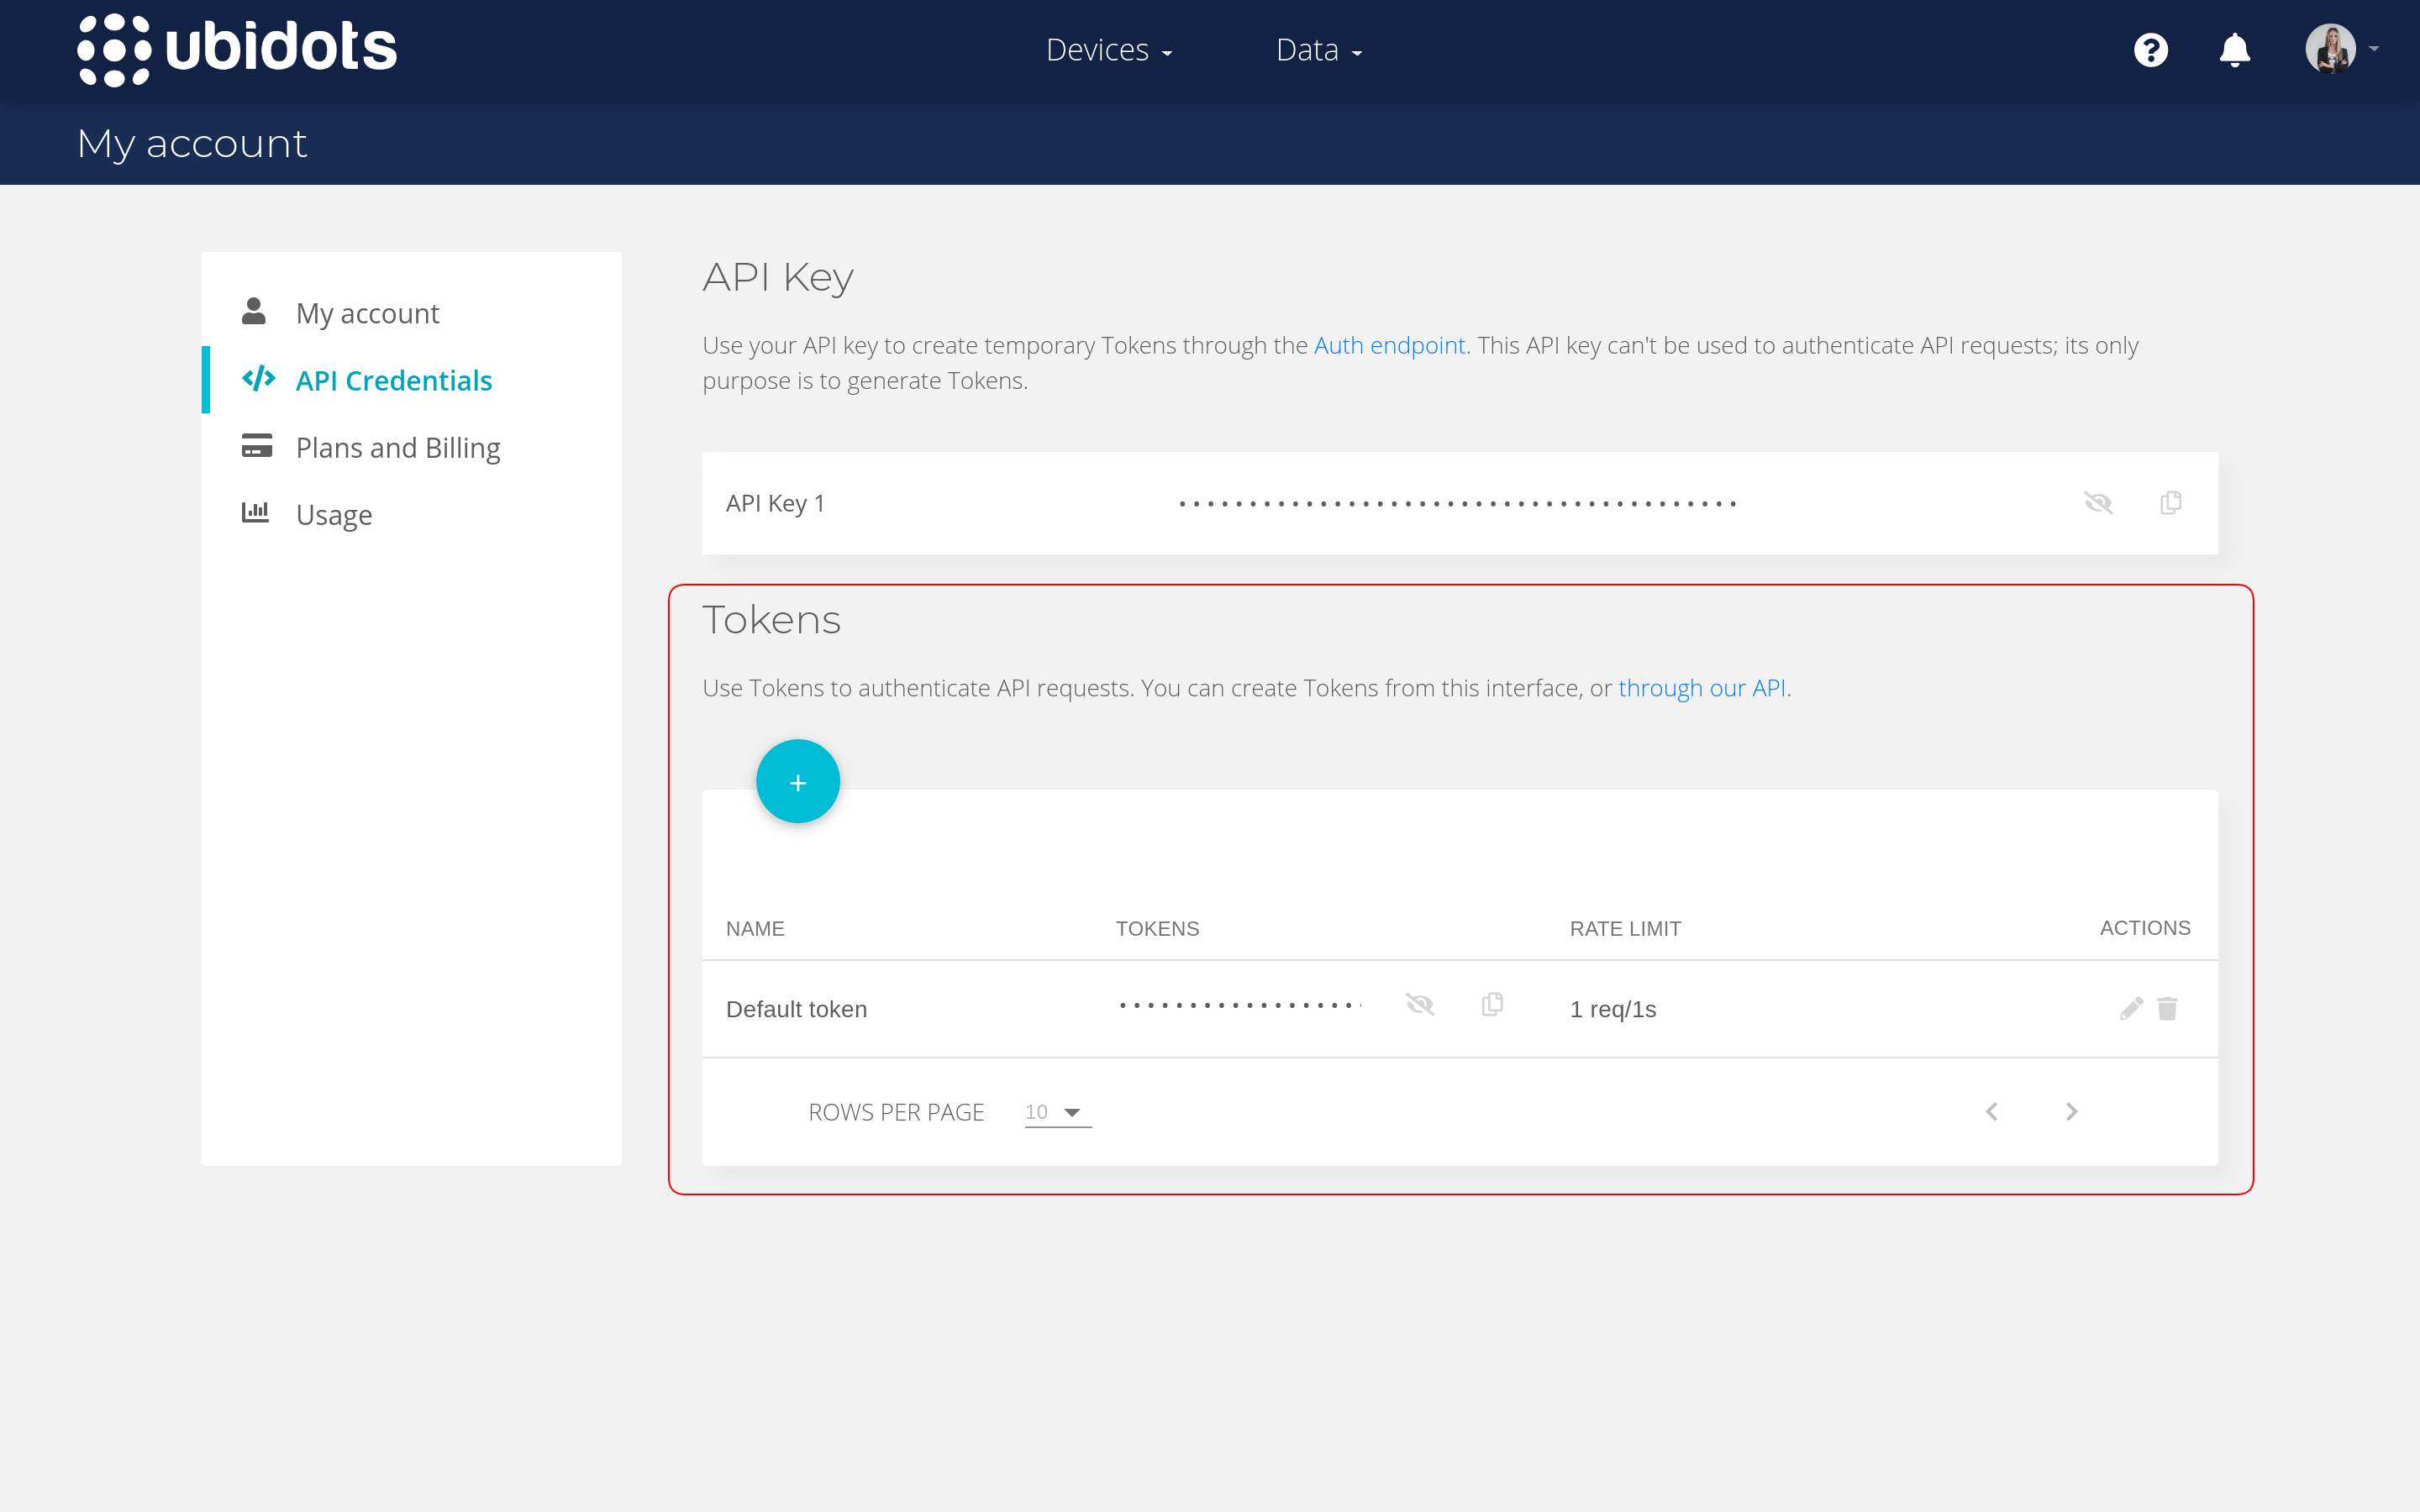 ubidots
Devices
Data
My account
My account
API Credentials
Plans and Billing
Usage
API Key
Use your API key to create temporary Tokens through the Auth endpoint. This API key can't be used to authenticate API requests; its only
purpose is to generate Tokens.
API Key 1
Tokens
Use Tokens to authenticate API requests. You can create Tokens from this interface, or through our API.
+
NAME TOKENS RATE LIMIT ACTIONS
Default token 1 req/1s
ROWS PER PAGE 10